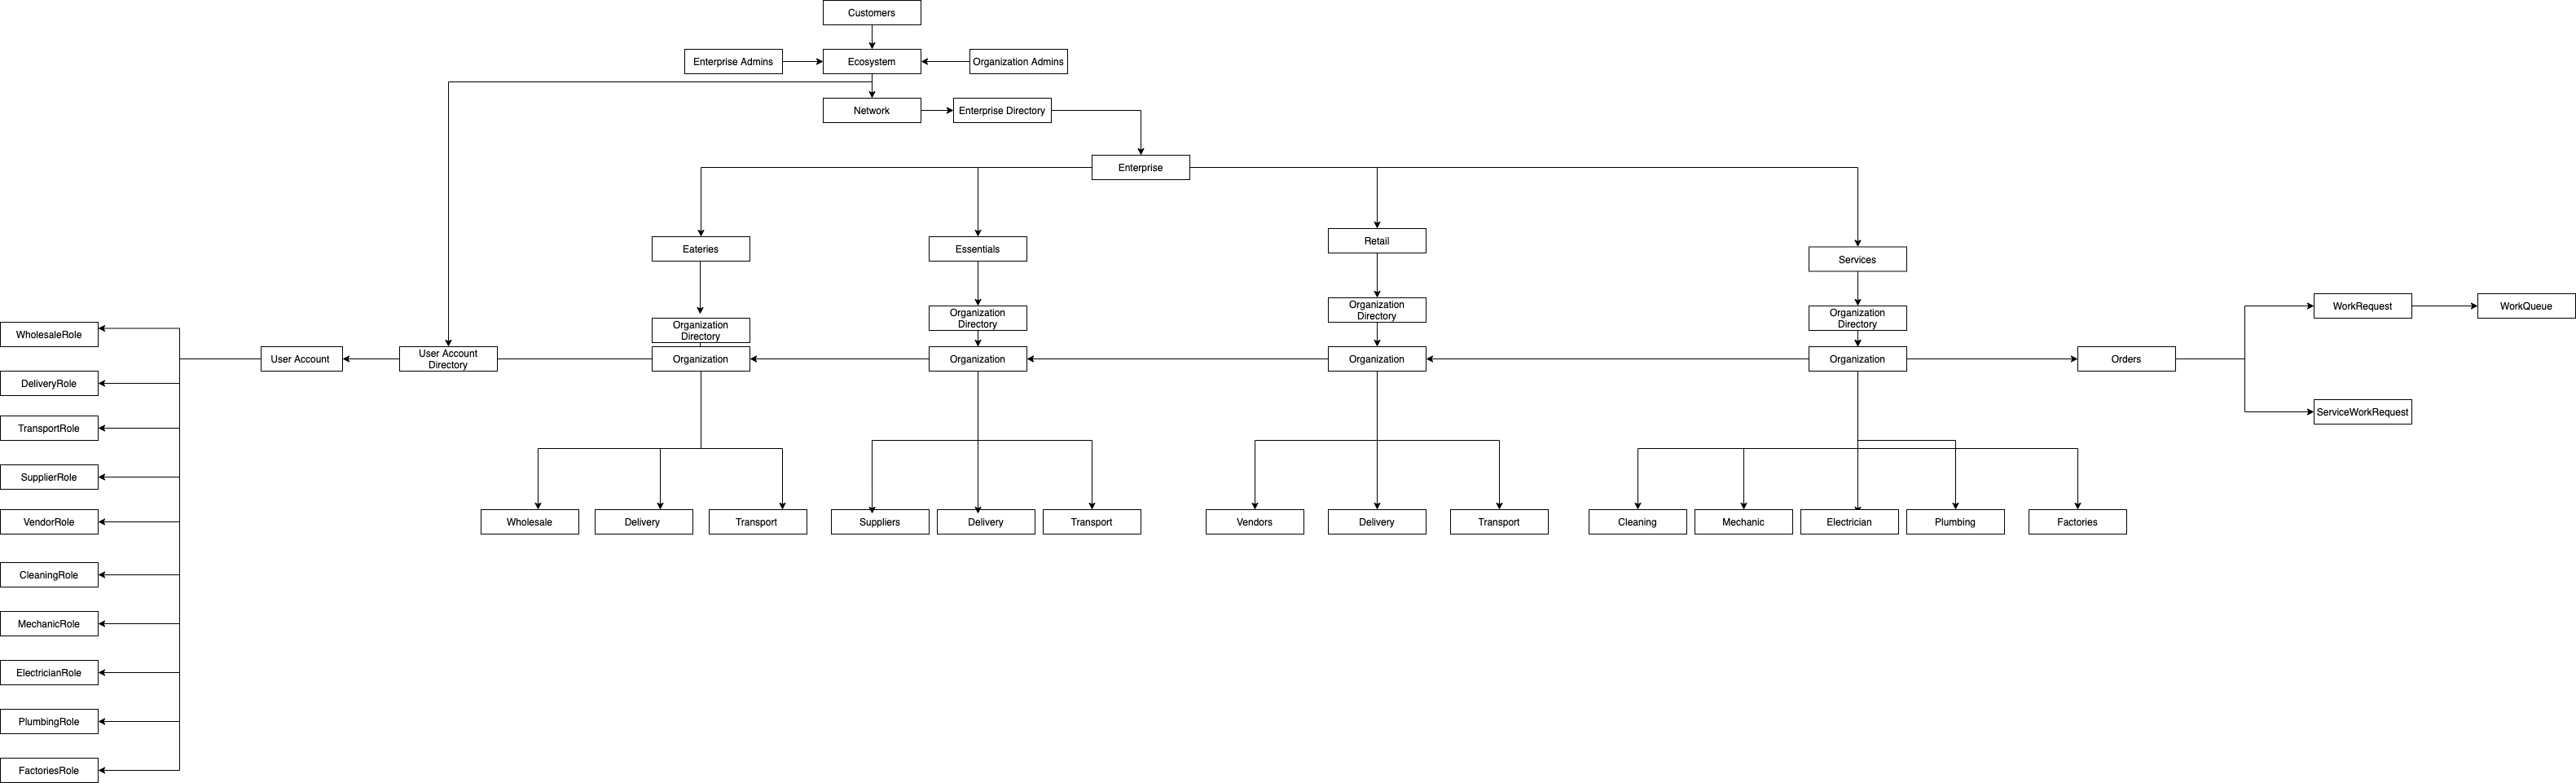 Customers
Enterprise Admins
Ecosystem
Organization Admins
Network
Enterprise Directory
Enterprise
Eateries
Essentials
Retail
Services
Organization
Directory
Organization
Directory
Organization
Directory
Organization
Directory
WorkRequest
WorkQueue
WholesaleRole
User Account
User Account
Directory
Organization
Organization
Organization
Organization
Orders
DeliveryRole
TransportRole
ServiceWorkRequest
SupplierRole
VendorRole
Wholesale
Delivery
Transport
Suppliers
Delivery
Transport
Vendors
Delivery
Transport
Cleaning
Mechanic
Electrician
Plumbing
Factories
CleaningRole
MechanicRole
ElectricianRole
PlumbingRole
FactoriesRole